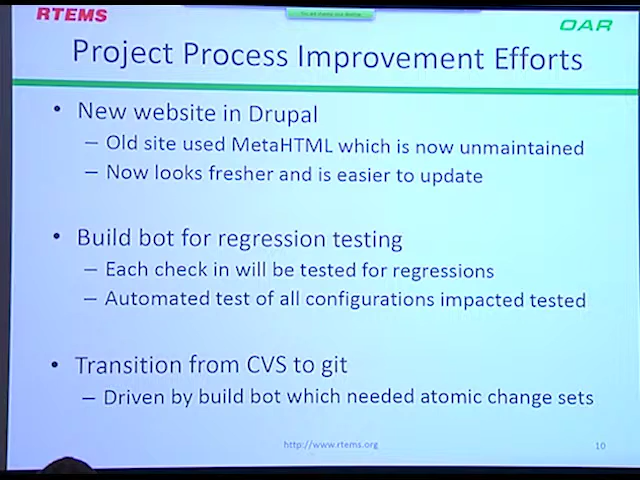 RTEMS
OAR
Project Process Improvement Efforts
• New website in Drupal
– Old site used MetaHTML which is now unmaintained
– Now looks fresher and is easier to update
• Build bot for regression testing
– Each check in will be tested for regressions
– Automated test of all configurations impacted tested
• Transition from CVS to git
– Driven by build bot which needed atomic change sets
http://www.rtems.org
10